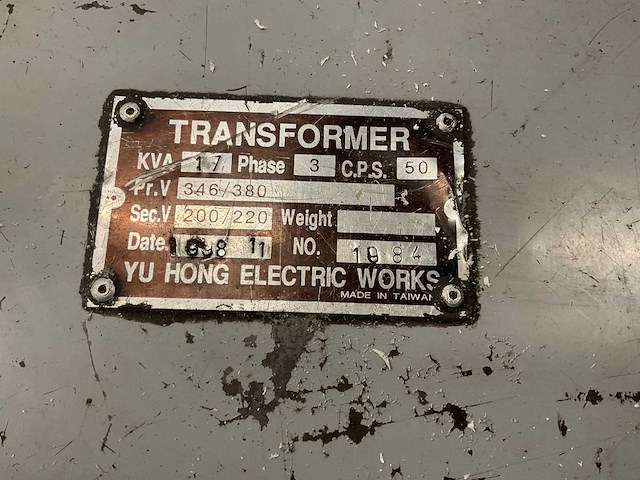 TRANSFORMER
KVA 17 Phase 3 C.P.S. 50
Pr.V 346/380
Sec.V 200/220 Weight
Date. 1998 11 NO. 1984
YU HONG ELECTRIC WORKS
MADE IN TAIWAN